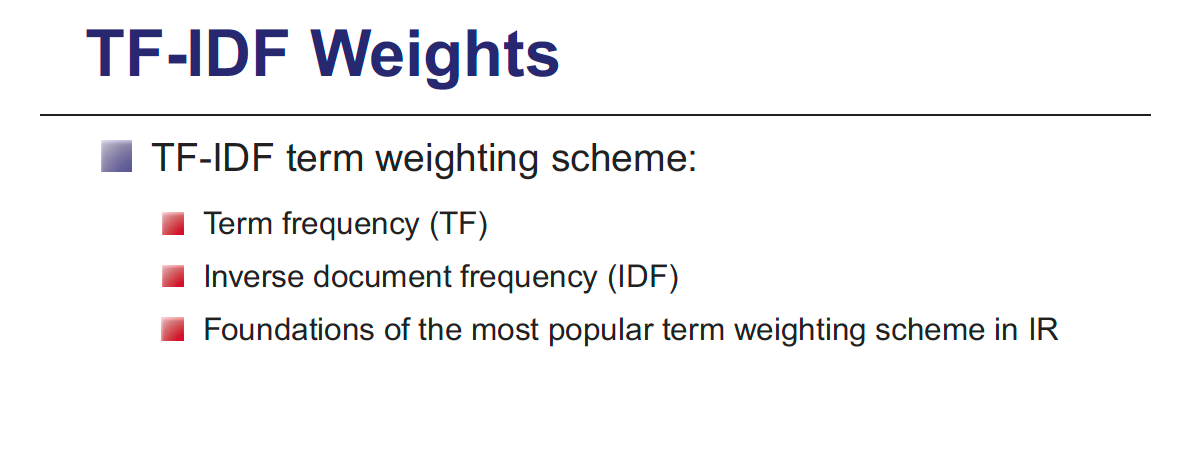 TF-IDF Weights
TF-IDF term weighting scheme:
Term frequency (TF)
Inverse document frequency (IDF)
Foundations of the most popular term weighting scheme in IR